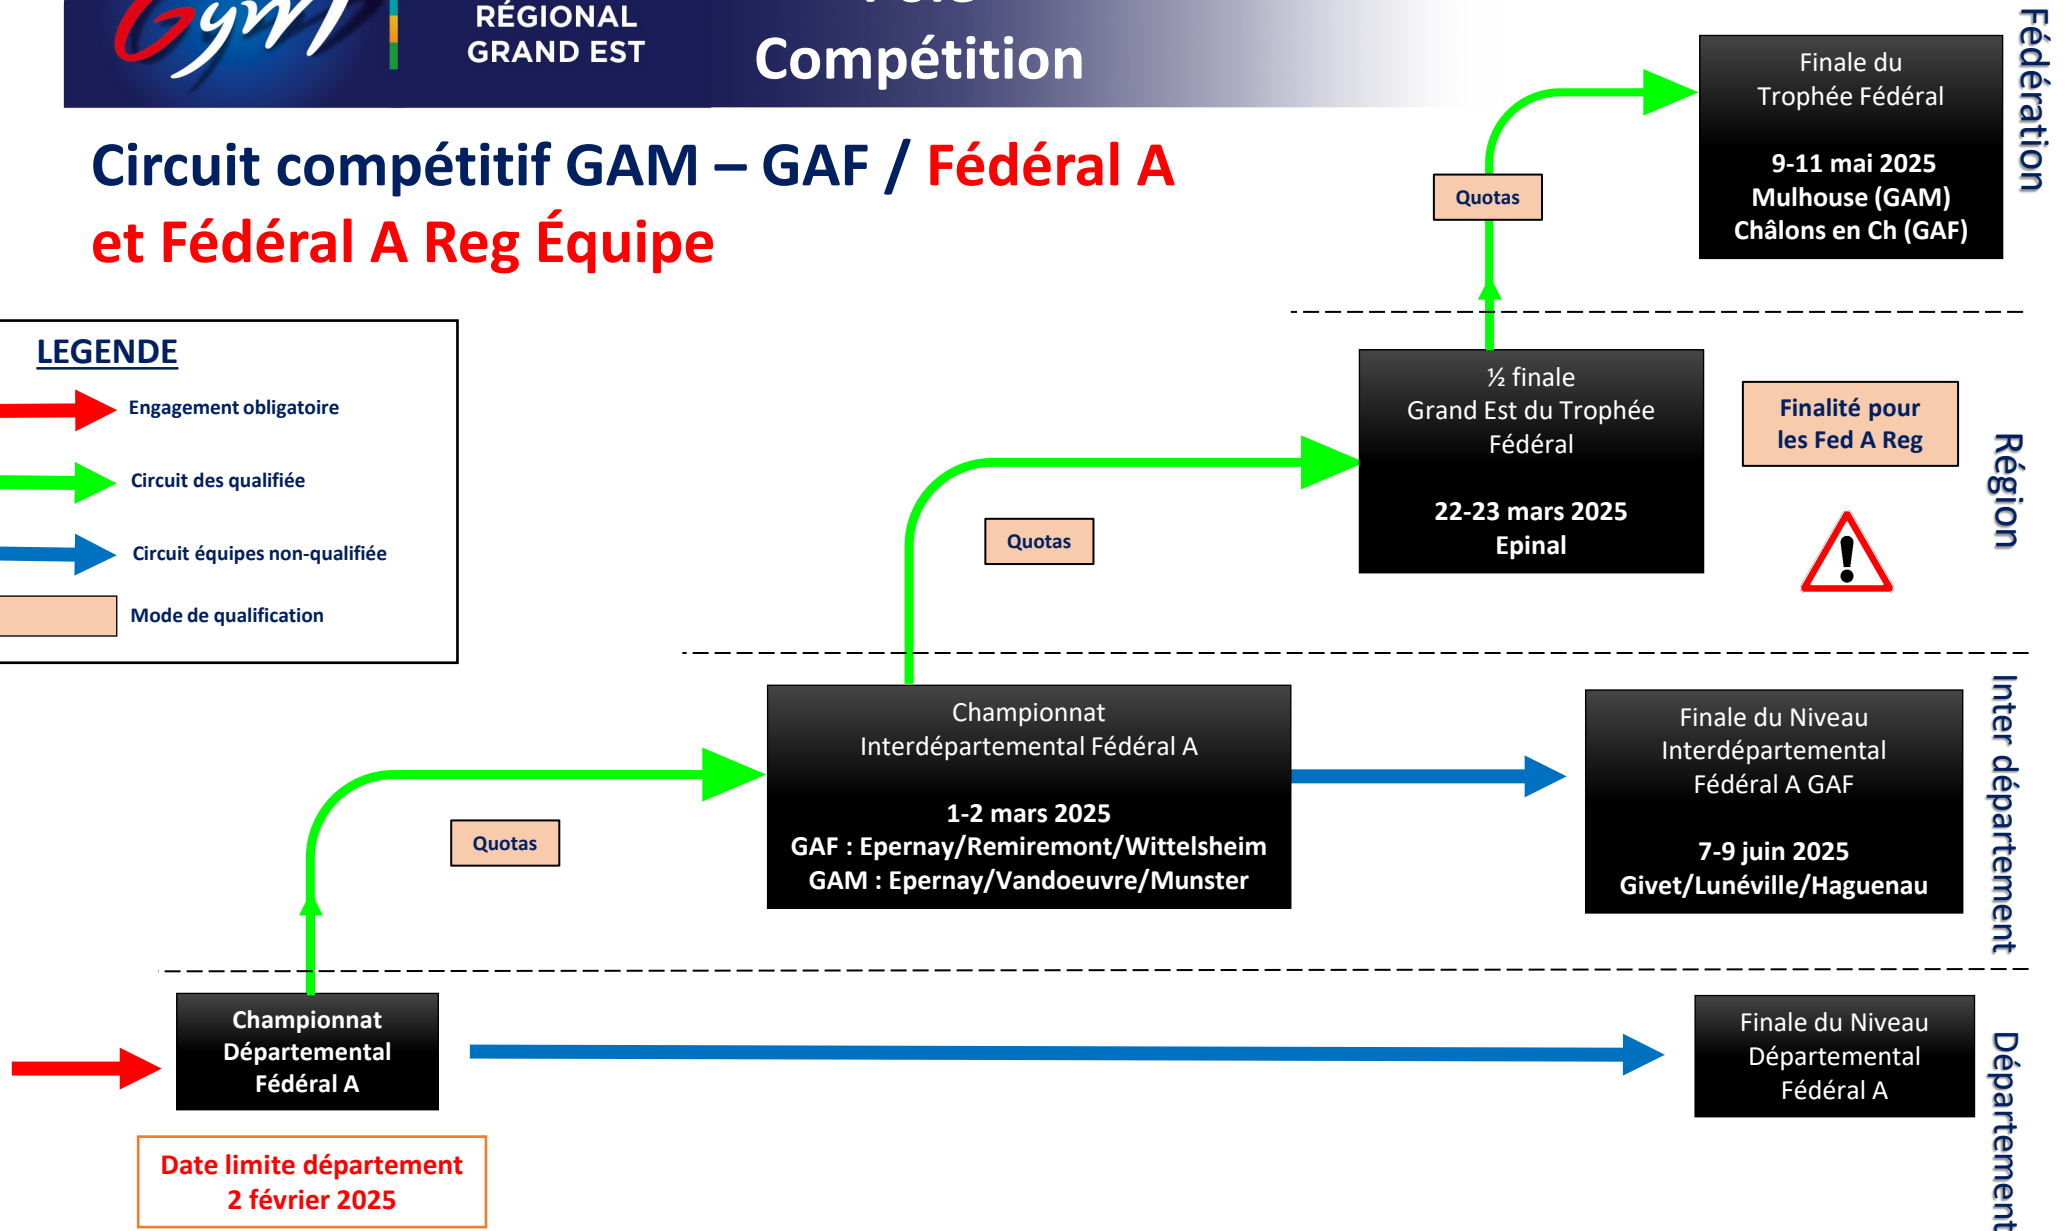 Gym
RÉGIONAL
GRAND EST
Compétition
Circuit compétitif GAM – GAF / Fédéral A
et Fédéral A Reg Équipe
LEGENDE
Engagement obligatoire
Circuit des qualifiée
Circuit équipes non-qualifiée
Mode de qualification
Finale du
Trophée Fédéral
9-11 mai 2025
Mulhouse (GAM)
Châlons en Ch (GAF)
Fédération
Quotas
½ finale
Grand Est du Trophée
Fédéral
22-23 mars 2025
Epinal
Finalité pour
les Fed A Reg
Région
Quotas
Championnat
Interdépartemental Fédéral A
1-2 mars 2025
GAF : Epernay/Remiremont/Wittelsheim
GAM : Epernay/Vandoeuvre/Munster
Finale du Niveau
Interdépartemental
Fédéral A GAF
7-9 juin 2025
Givet/Lunéville/Haguenau
Inter département
Quotas
Championnat
Départemental
Fédéral A
Finale du Niveau
Départemental
Fédéral A
Département
Date limite département
2 février 2025